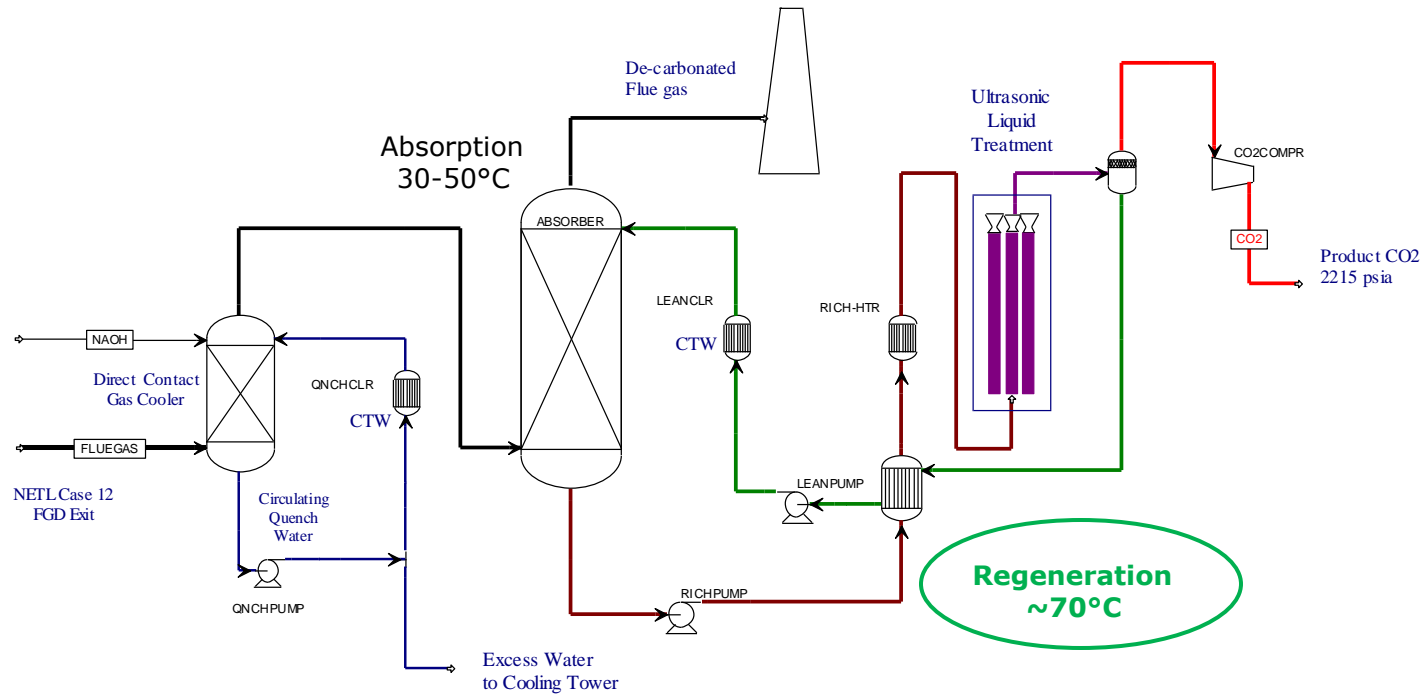 De-carbonated
Flue gas
Absorption
30-50°C
ABSORBER
Ultrasonic
Liquid
Treatment
CO2COMPR
CO2
Product CO2
2215 psia
LEANCLR
CTW
RICH-HTR
NAOH
Direct Contact
Gas Cooler
QNCHCLR
CTW
FLUEGAS
NETL Case 12
FGD Exit
Circulating
Quench
Water
QNCHPUMP
LEANPUMP
RICHPUMP
Regeneration
~70°C
Excess Water
to Cooling Tower